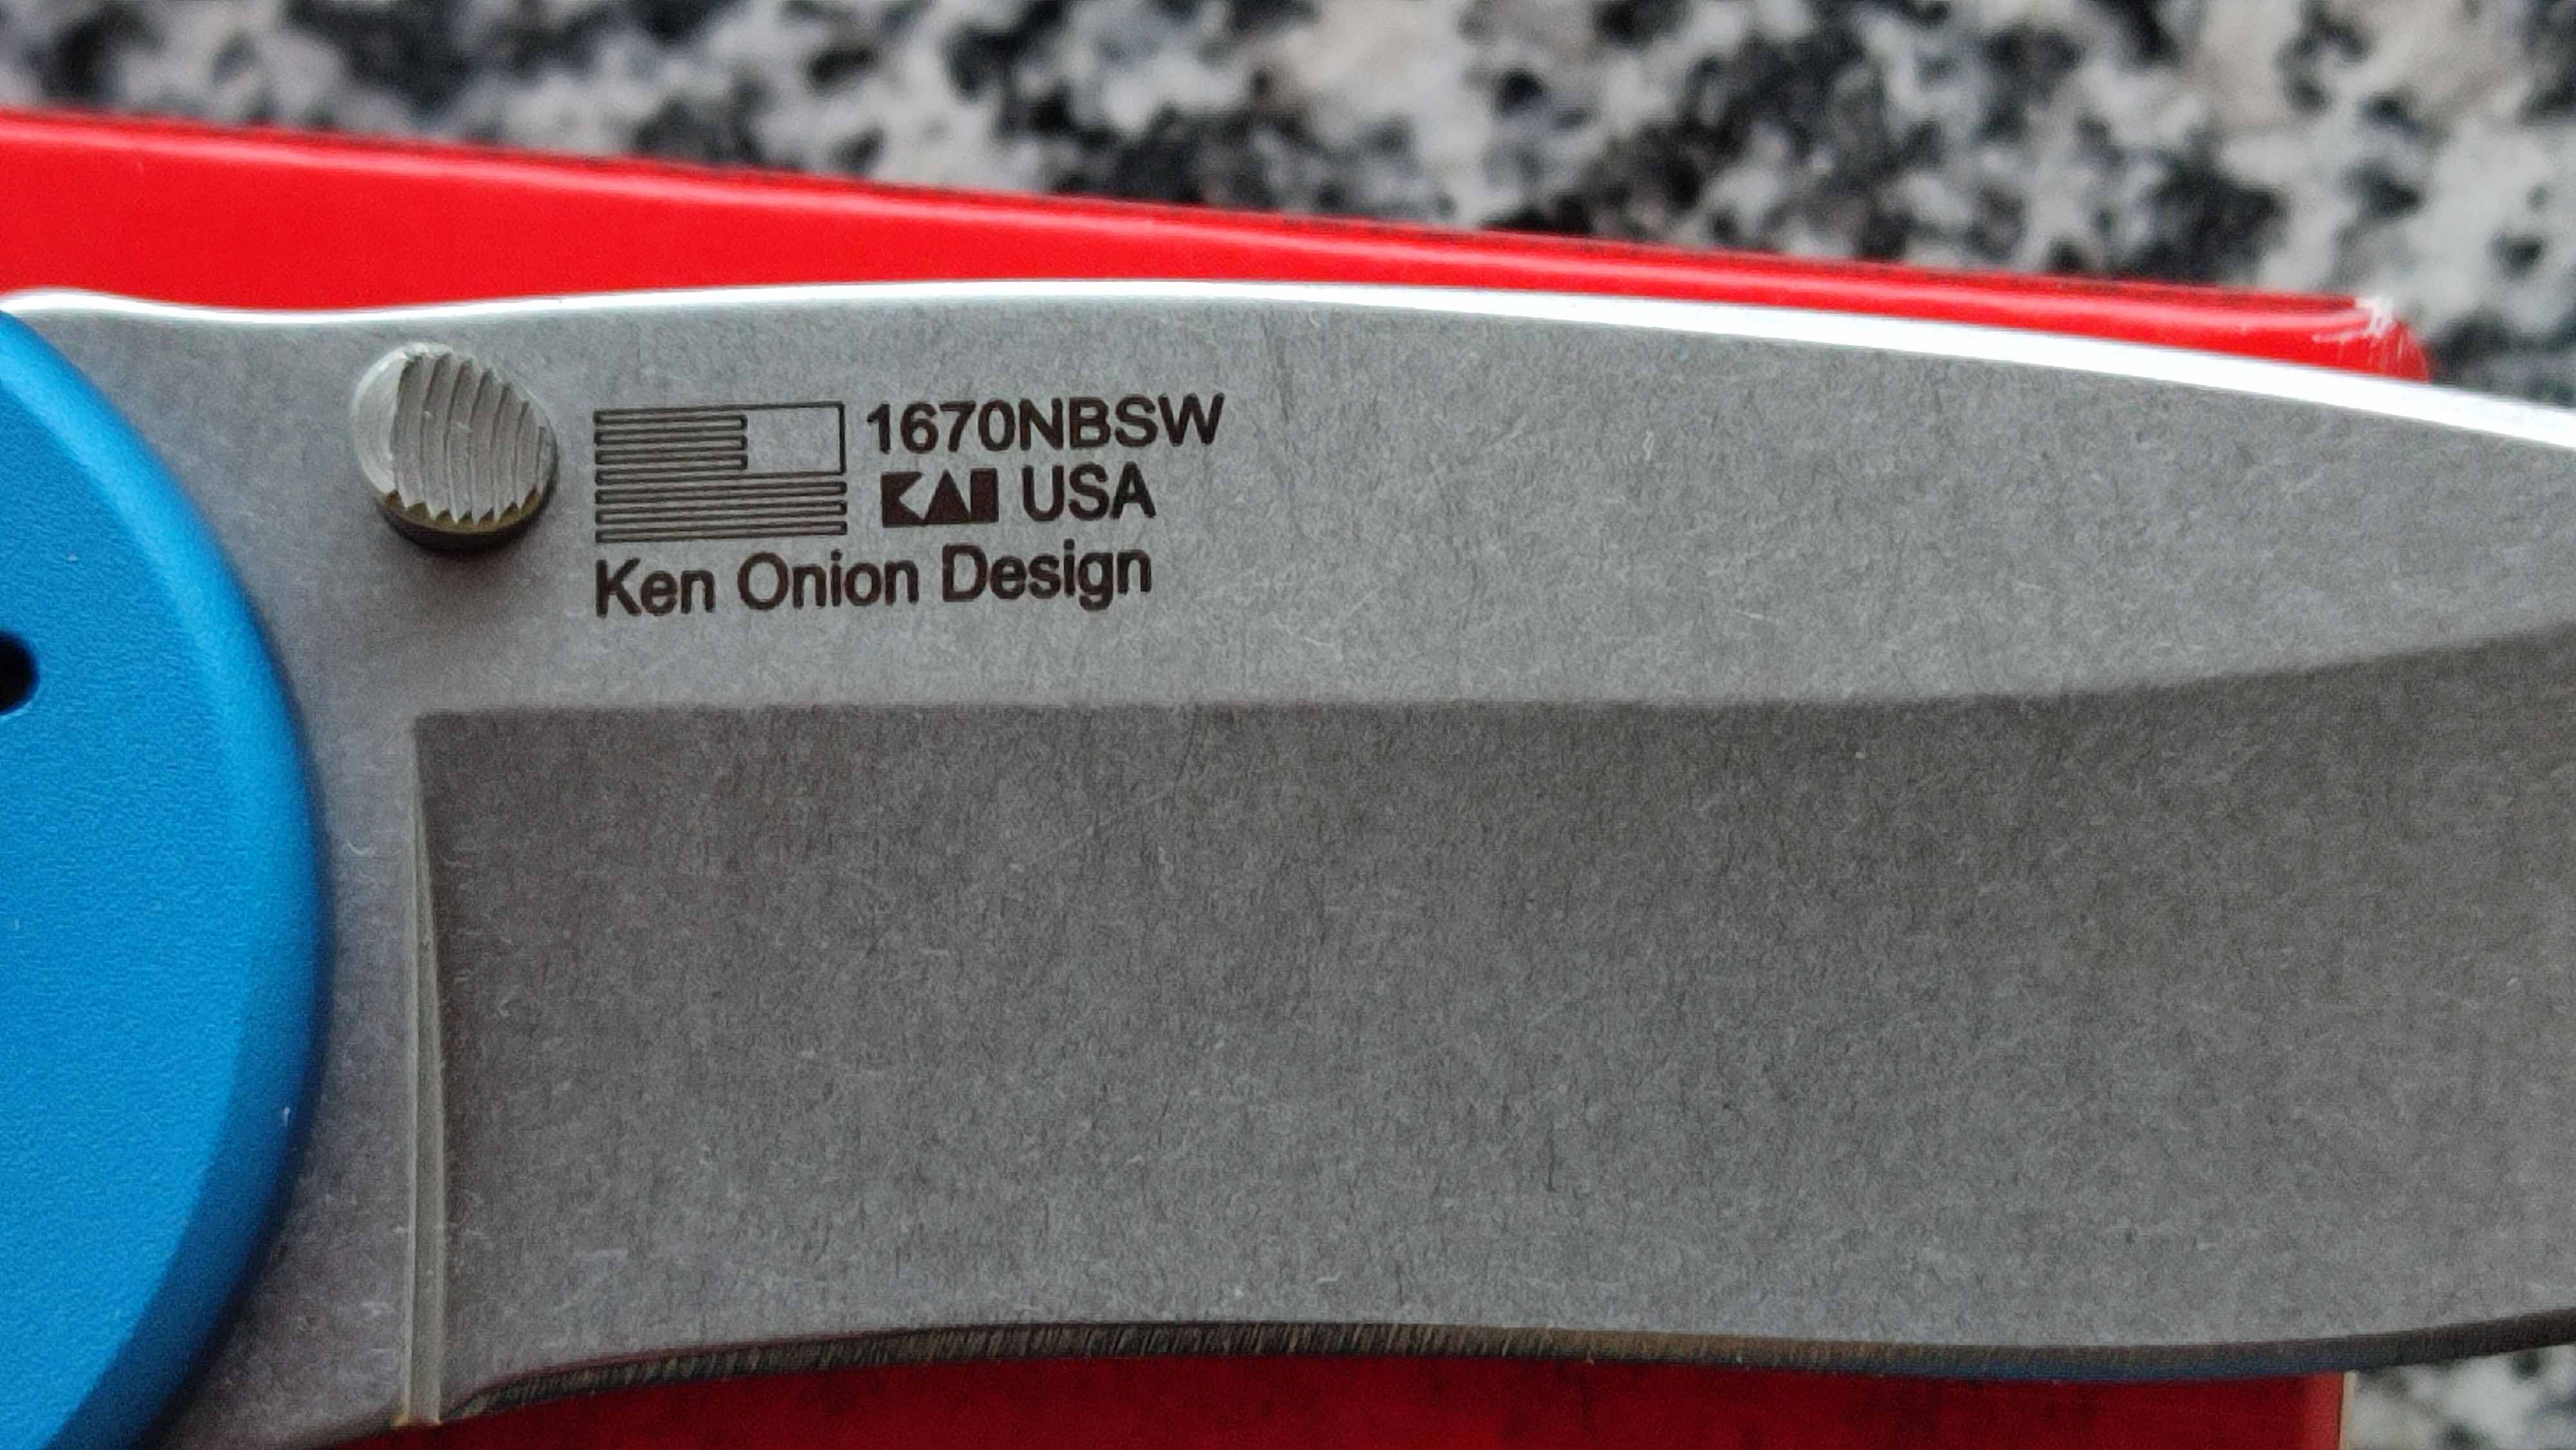 1670NBSW
KAI USA
Ken Onion Design